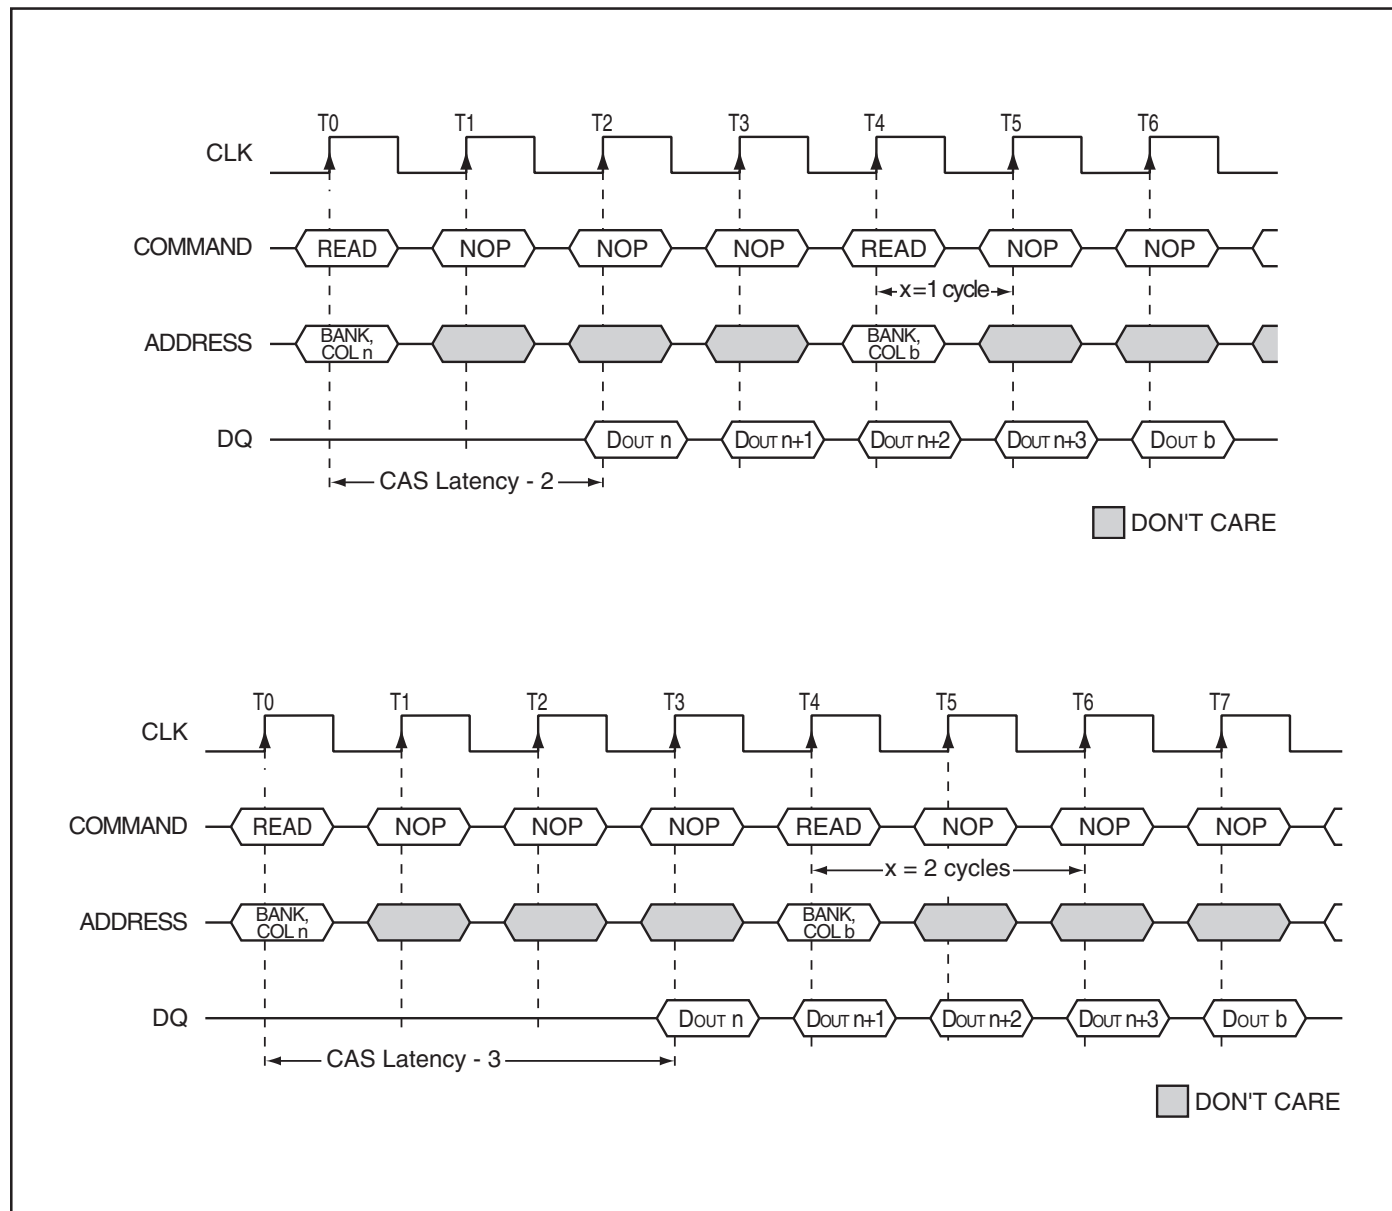 T0 T1 T2 T3 T4 T5 T6
CLK
COMMAND READ NOP NOP NOP READ NOP NOP
x=1 cycle
ADDRESS BANK, COL n BANK, COL b
DQ DOUT n DOUT n+1 DOUT n+2 DOUT n+3 DOUT b
CAS Latency - 2
DON'T CARE
T0 T1 T2 T3 T4 T5 T6 T7
CLK
COMMAND READ NOP NOP NOP READ NOP NOP NOP
x = 2 cycles
ADDRESS BANK, COL n BANK, COL b
DQ DOUT n DOUT n+1 DOUT n+2 DOUT n+3 DOUT b
CAS Latency - 3
DON'T CARE